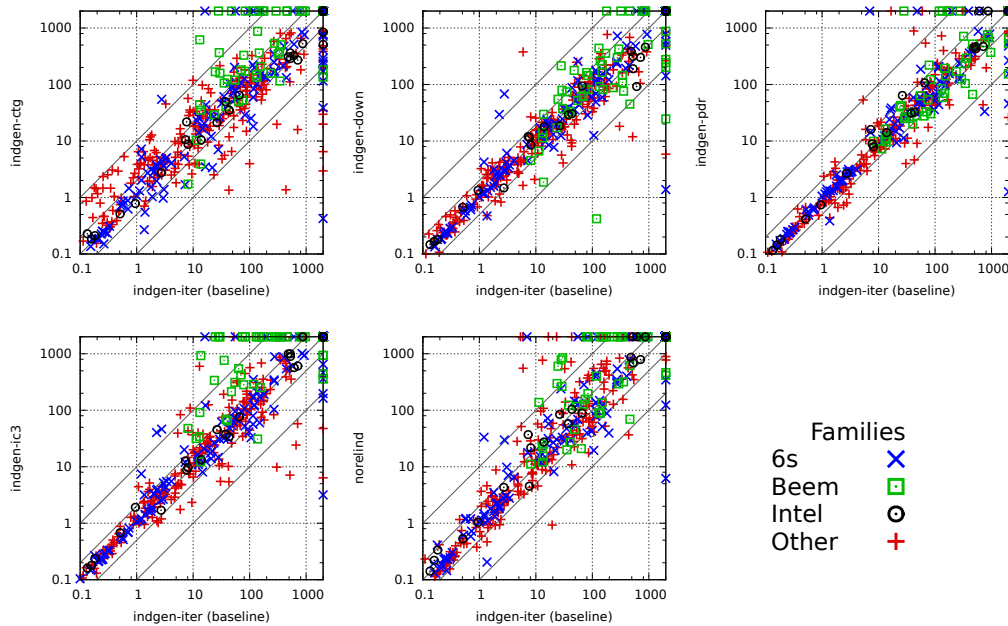 1000
100
10
1
0.1
indgen-ctg
0.1 1 10 100 1000
indgen-iter (baseline)
1000
100
10
1
0.1
indgen-down
0.1 1 10 100 1000
indgen-iter (baseline)
1000
100
10
1
0.1
indgen-pdr
0.1 1 10 100 1000
indgen-iter (baseline)
1000
100
10
1
0.1
indgen-ic3
0.1 1 10 100 1000
indgen-iter (baseline)
1000
100
10
1
0.1
norelind
0.1 1 10 100 1000
indgen-iter (baseline)
Families
6s
Beem
Intel
Other